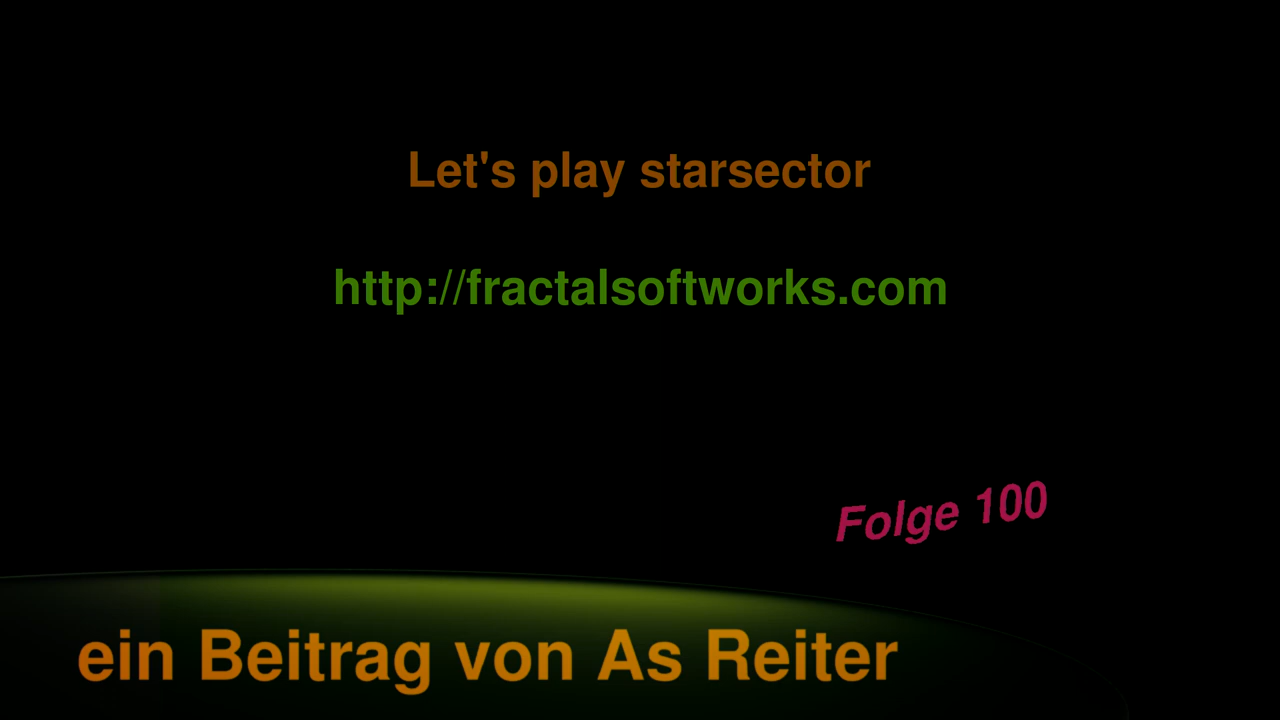 Let's play starsector
http://fractalsoftworks.com
Folge 100
ein Beitrag von As Reiter